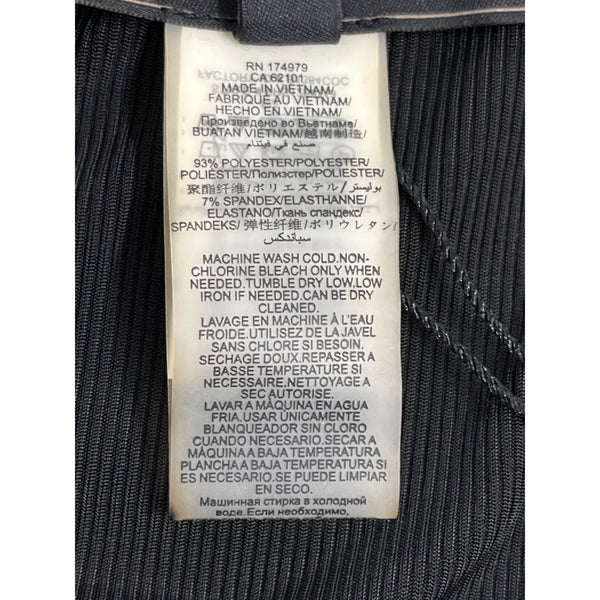 RN 174979
CA 62101
MADE IN VIETNAM/
FABRIQUÉ AU VIETNAM/
HECHO EN VIETNAM/
Произведено во Вьетнаме/
BUATAN VIETNAM/越南制造/
صنع في فيتنام
93% POLYESTER/POLYESTER/
POLIÉSTER/Полиэстер/POLIESTER/
聚酯纤维/ポリエステル/بوليستر/
7% SPANDEX/ELASTHANNE/
ELASTANO/Ткань спандекс/
SPANDEKS/弹性纤维/ポリウレタン/
سباندكس
MACHINE WASH COLD.NON-
CHLORINE BLEACH ONLY WHEN
NEEDED.TUMBLE DRY LOW.LOW
IRON IF NEEDED.CAN BE DRY
CLEANED.
LAVAGE EN MACHINE À L'EAU
FROIDE.UTILISEZ DE LA JAVEL
SANS CHLORE SI BESOIN.
SECHAGE DOUX.REPASSER A
BASSE TEMPERATURE SI
NECESSAIRE.NETTOYAGE A
SEC AUTORISE.
LAVAR A MÁQUINA EN AGUA
FRIA.USAR ÚNICAMENTE
BLANQUEADOR SIN CLORO
CUANDO NECESARIO.SECAR A
MÁQUINA A BAJA TEMPERATURA
PLANCHA A BAJA TEMPERATURA SI
ES NECESARIO.SE PUEDE LIMPIAR
EN SECO.
Машинная стирка в холодной
воде.Если необходимо,